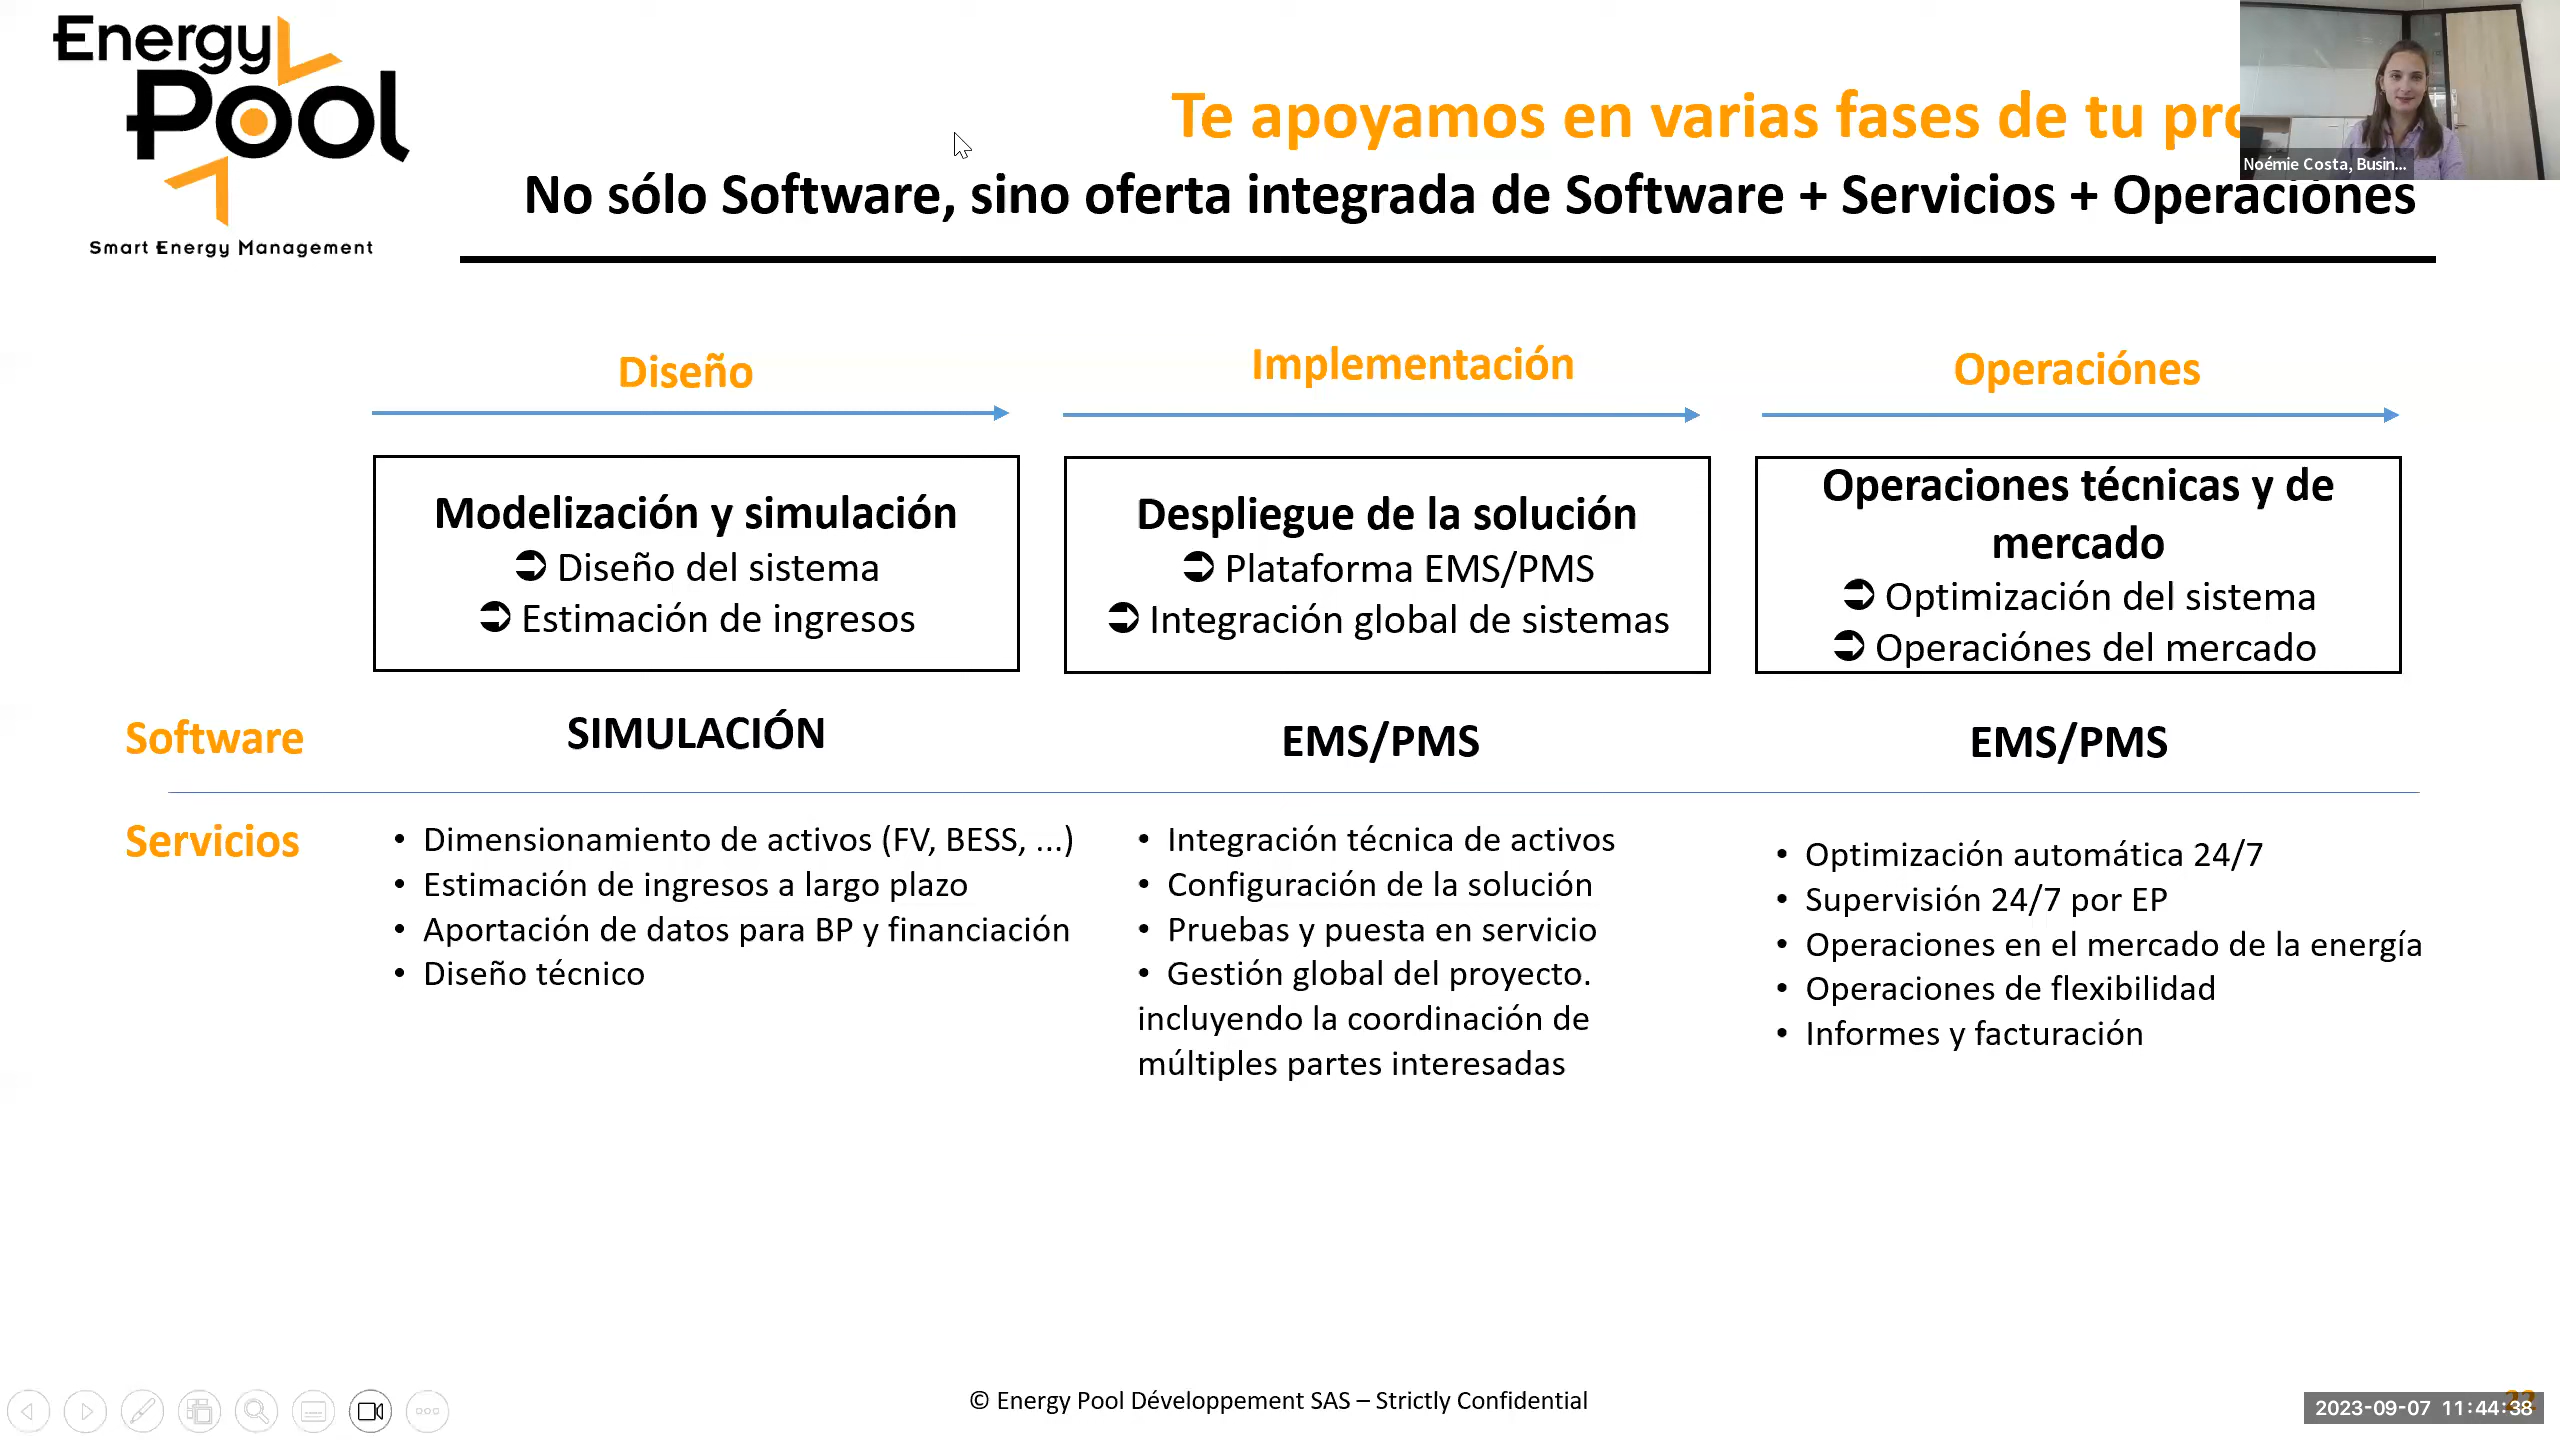 Energy
Pool
Smart Energy Management
Te apoyamos en varias fases de tu
No sólo Software, sino oferta integrada de Software + Servicios + Operaciónes
Noémie Costa, Busin...
Diseño
Implementación
Operaciónes
Modelización y simulación
➲ Diseño del sistema
➲ Estimación de ingresos
Despliegue de la solución
➲ Plataforma EMS/PMS
➲ Integración global de sistemas
Operaciones técnicas y de
mercado
➲ Optimización del sistema
➲ Operaciónes del mercado
Software
SIMULACIÓN
EMS/PMS
EMS/PMS
Servicios
• Dimensionamiento de activos (FV, BESS, ...)
• Estimación de ingresos a largo plazo
• Aportación de datos para BP y financiación
• Diseño técnico
• Integración técnica de activos
• Configuración de la solución
• Pruebas y puesta en servicio
• Gestión global del proyecto.
incluyendo la coordinación de
múltiples partes interesadas
• Optimización automática 24/7
• Supervisión 24/7 por EP
• Operaciones en el mercado de la energía
• Operaciones de flexibilidad
• Informes y facturación
© Energy Pool Développement SAS – Strictly Confidential
2023-09-07 11:44:38